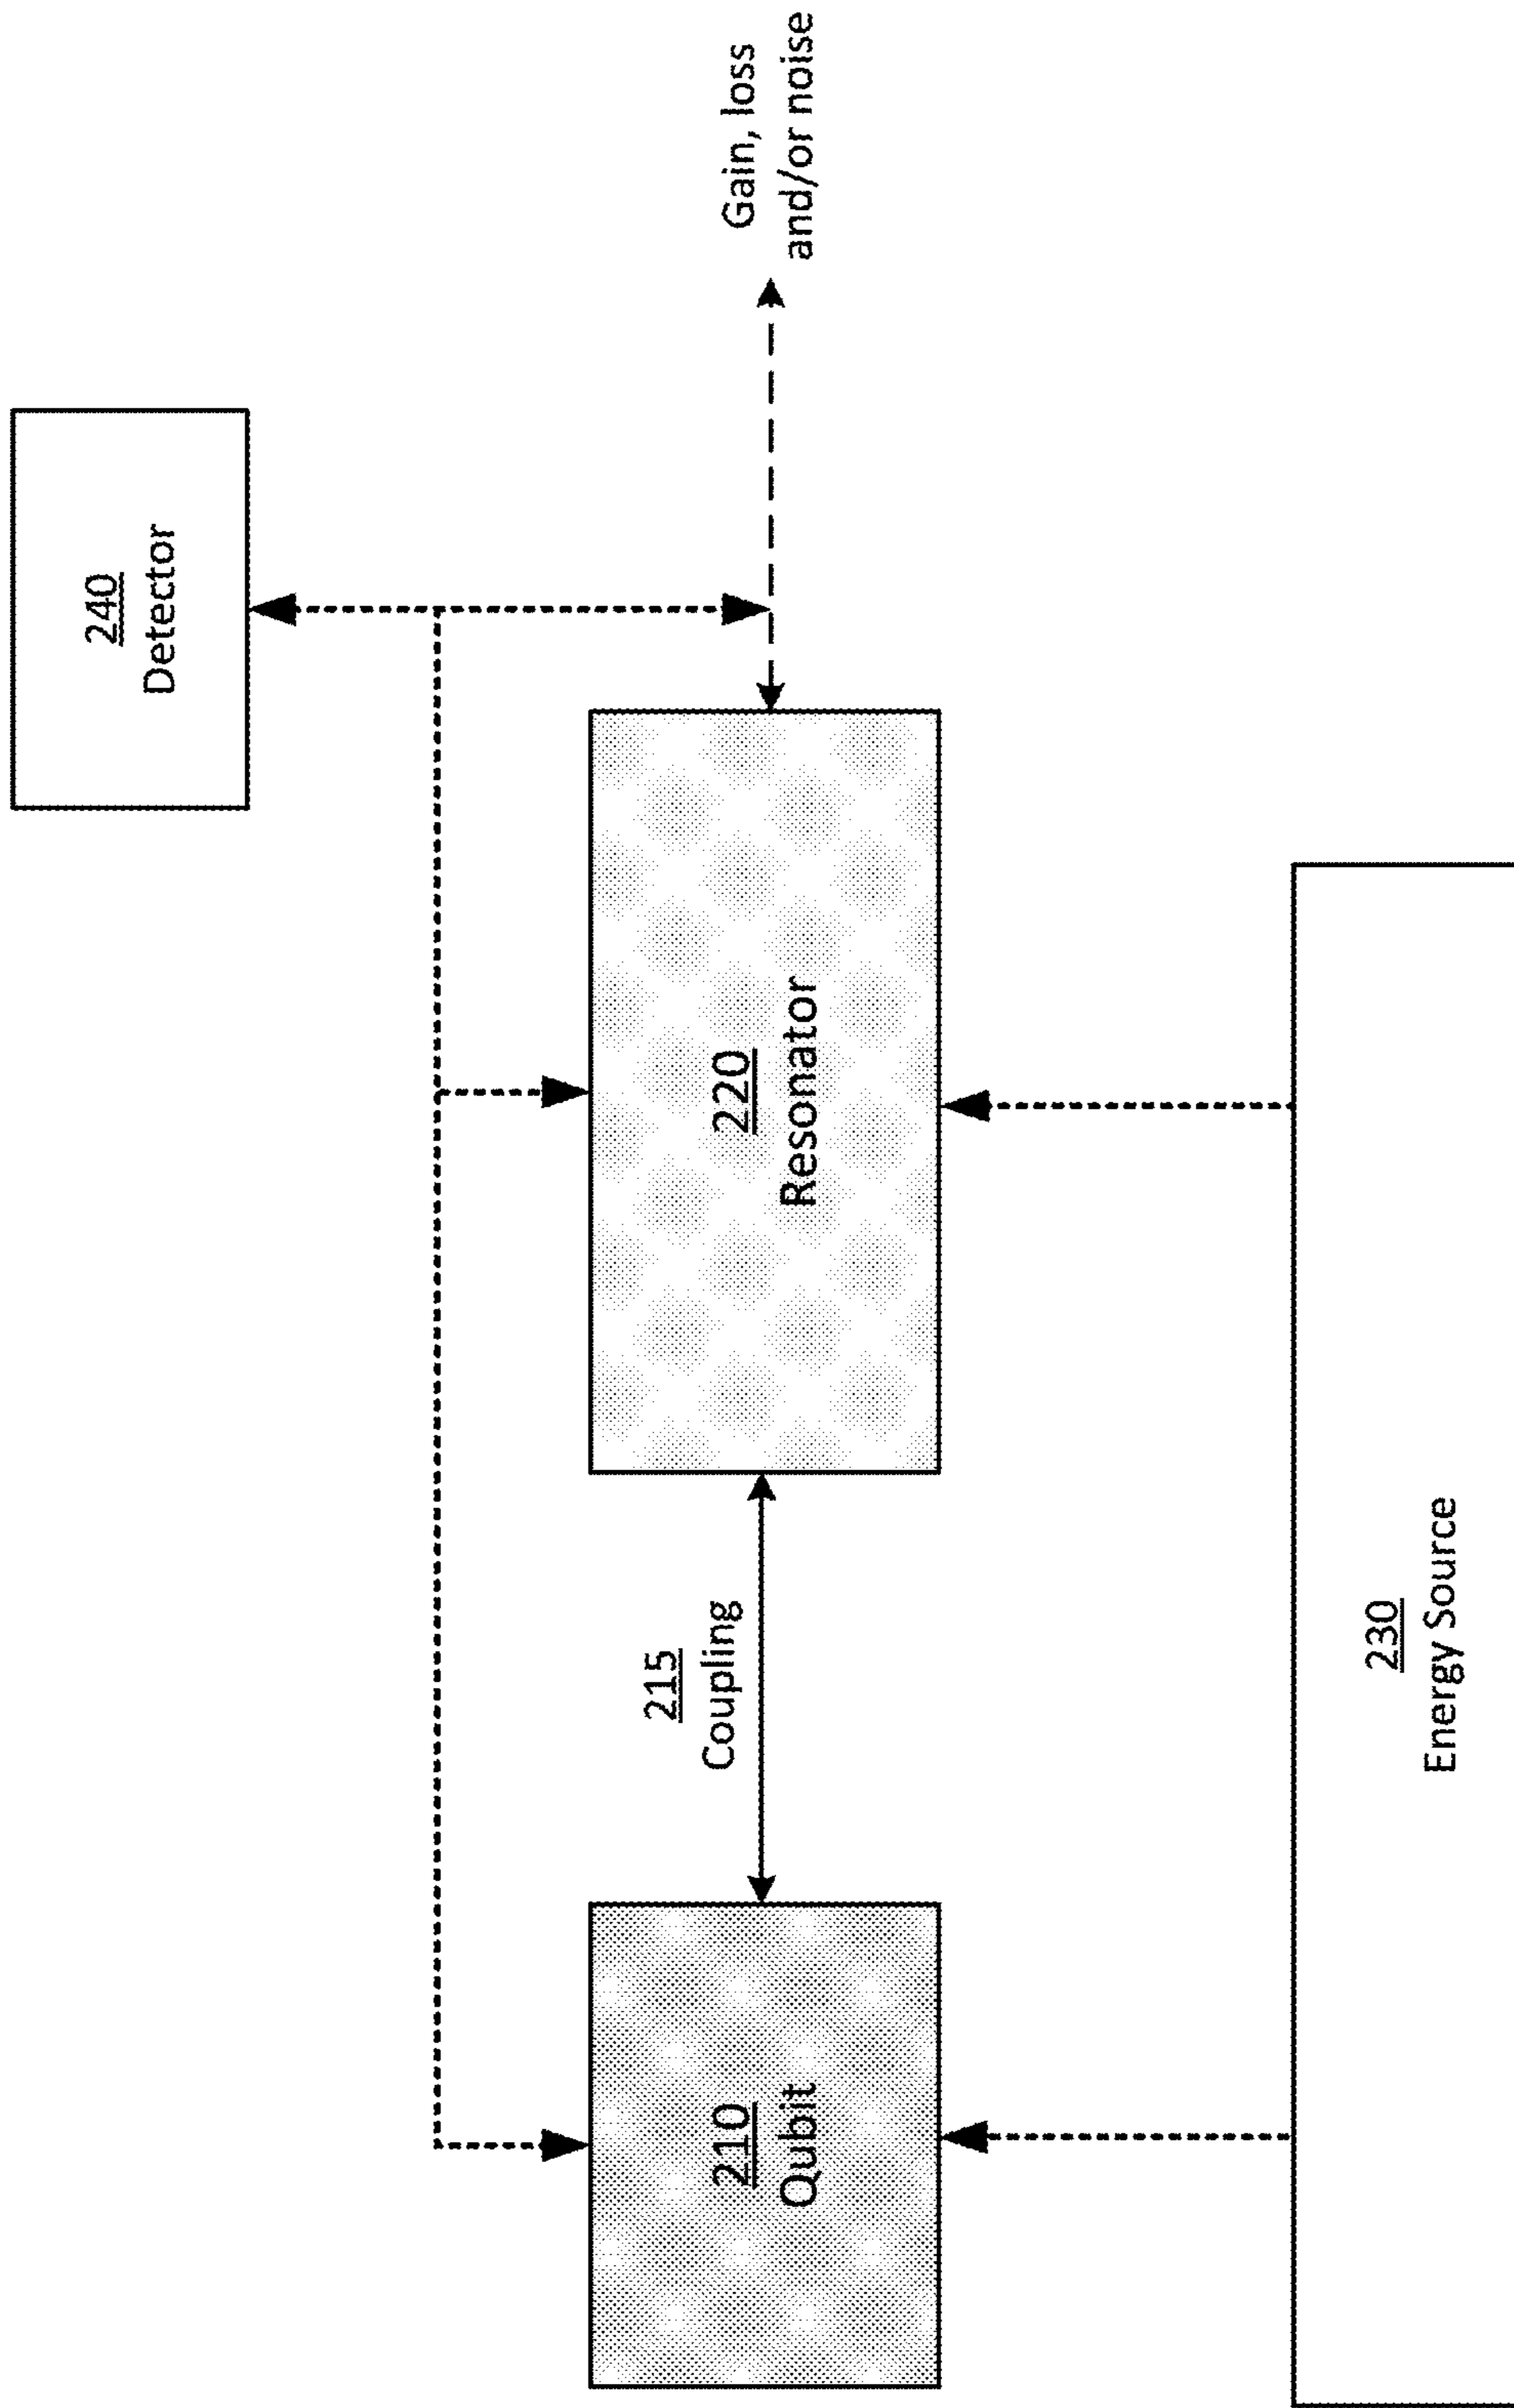 240
Detector
Gain, loss
and/or noise
215
Coupling
210
Qubit
220
Resonator
230
Energy Source